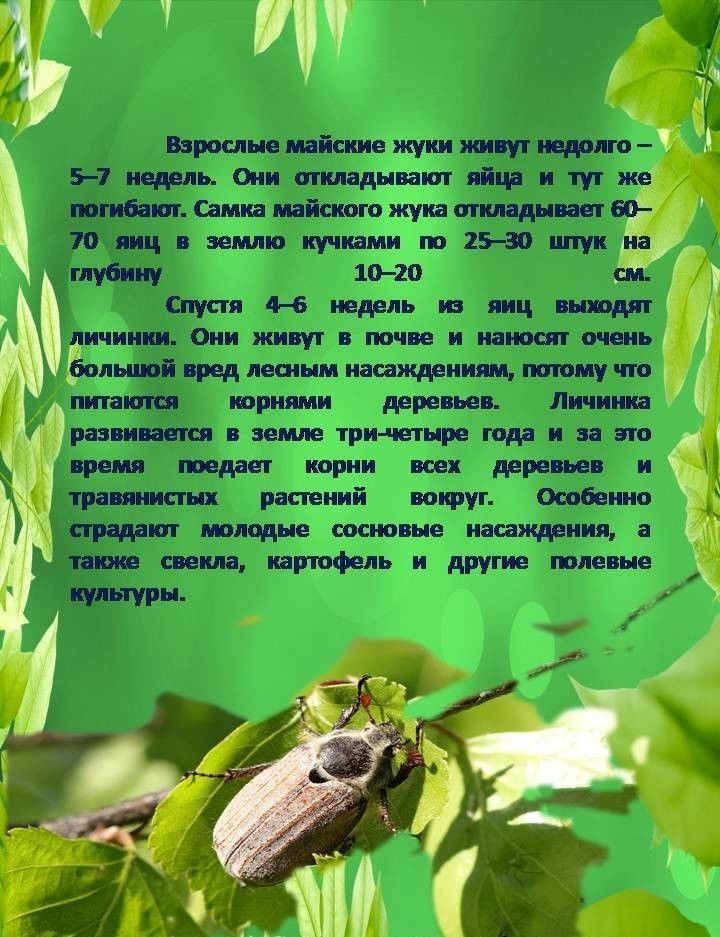 Взрослые майские жуки живут недолго –
5–7 недель. Они откладывают яйца и тут же
погибают. Самка майского жука откладывает 60–
70 яиц в землю кучками по 25–30 штук на
глубину 10–20 см.
Спустя 4–6 недель из яиц выходят
личинки. Они живут в почве и наносят очень
большой вред лесным насаждениям, потому что
питаются корнями деревьев. Личинка
развивается в земле три-четыре года и за это
время поедает корни всех деревьев и
травянистых растений вокруг. Особенно
страдают молодые сосновые насаждения, а
также свекла, картофель и другие полевые
культуры.